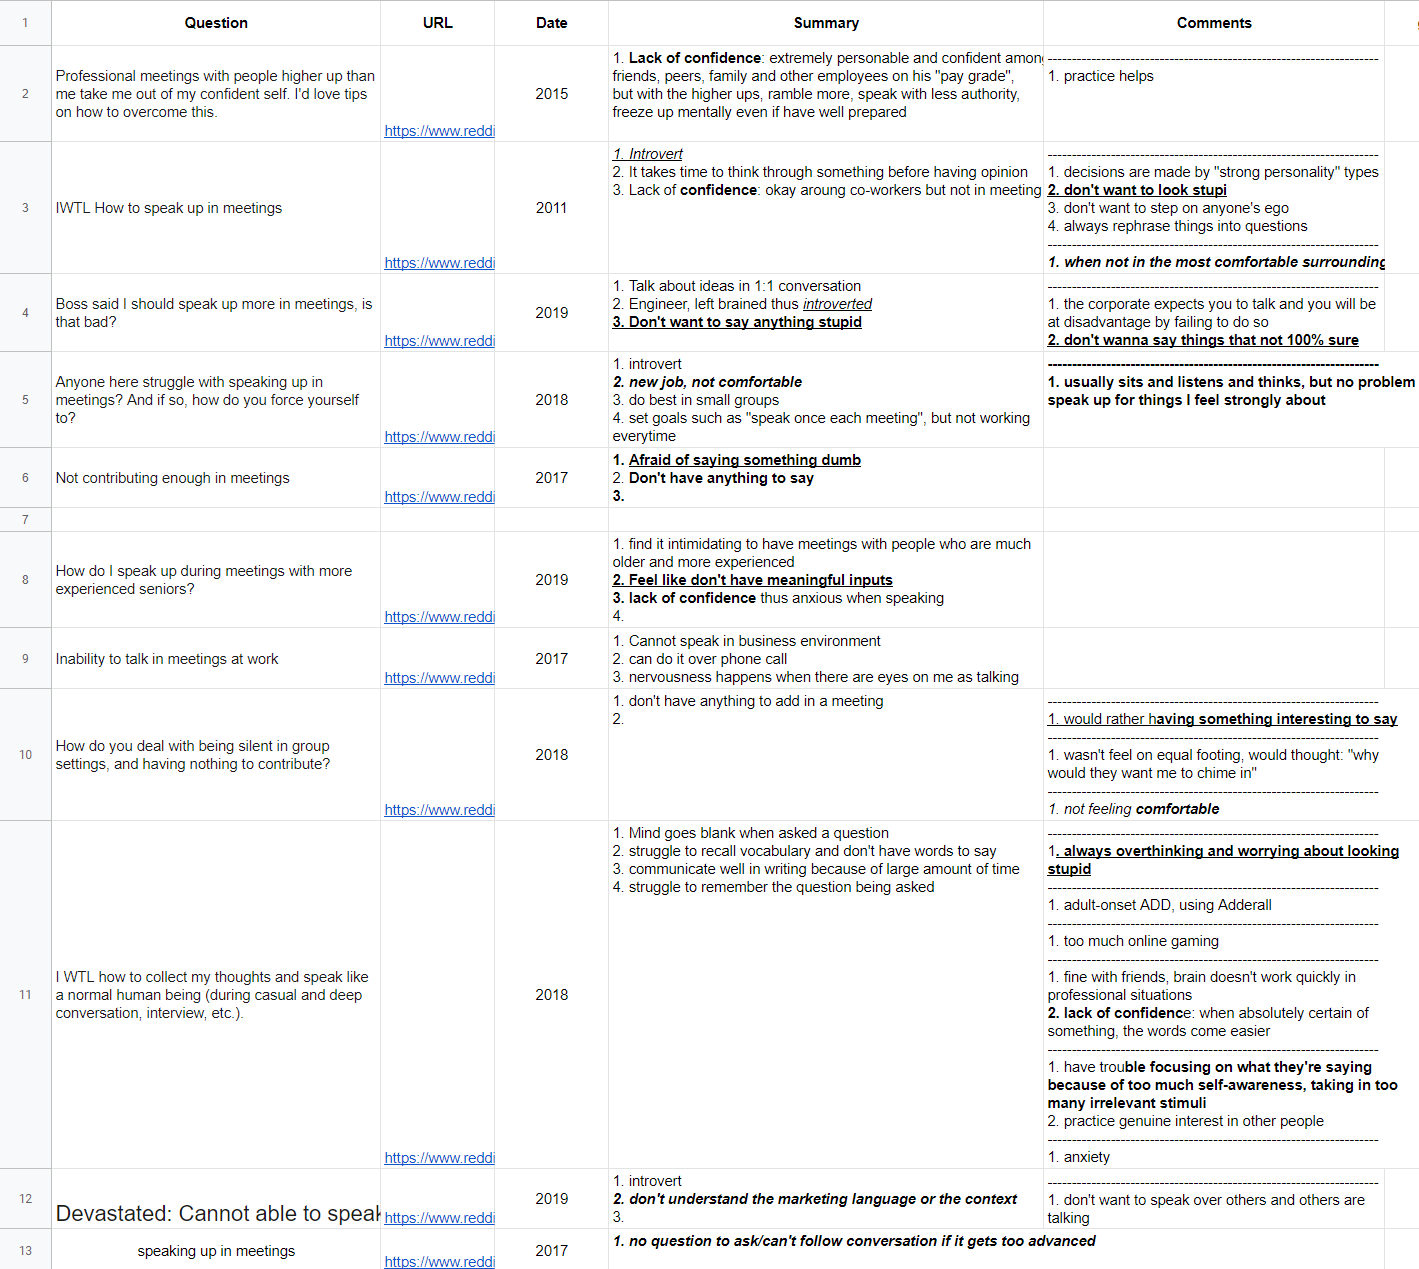 1 Question URL Date Summary Comments
2
Professional meetings with people higher up than
me take me out of my confident self. I'd love tips
on how to overcome this.
https://www.reddi
2015
1. Lack of confidence: extremely personable and confident among
friends, peers, family and other employees on his "pay grade",
but with the higher ups, ramble more, speak with less authority,
freeze up mentally even if have well prepared
---------------------------------------------------------------------
1. practice helps
3
IWTL How to speak up in meetings
https://www.reddi
2011
1. Introvert
2. It takes time to think through something before having opinion
3. Lack of confidence: okay aroung co-workers but not in meeting
---------------------------------------------------------------------
1. decisions are made by "strong personality" types
2. don't want to look stupi
3. don't want to step on anyone's ego
4. always rephrase things into questions
---------------------------------------------------------------------
1. when not in the most comfortable surrounding
4
Boss said I should speak up more in meetings, is
that bad?
https://www.reddi
2019
1. Talk about ideas in 1:1 conversation
2. Engineer, left brained thus introverted
3. Don't want to say anything stupid
---------------------------------------------------------------------
1. the corporate expects you to talk and you will be
at disadvantage by failing to do so
2. don't wanna say things that not 100% sure
5
Anyone here struggle with speaking up in
meetings? And if so, how do you force yourself
to?
https://www.reddi
2018
1. introvert
2. new job, not comfortable
3. do best in small groups
4. set goals such as "speak once each meeting", but not working
everytime
---------------------------------------------------------------------
1. usually sits and listens and thinks, but no problem
speak up for things I feel strongly about
6
Not contributing enough in meetings
https://www.reddi
2017
1. Afraid of saying something dumb
2. Don't have anything to say
3.
7
8
How do I speak up during meetings with more
experienced seniors?
https://www.reddi
2019
1. find it intimidating to have meetings with people who are much
older and more experienced
2. Feel like don't have meaningful inputs
3. lack of confidence thus anxious when speaking
4.
9
Inability to talk in meetings at work
https://www.reddi
2017
1. Cannot speak in business environment
2. can do it over phone call
3. nervousness happens when there are eyes on me as talking
10
How do you deal with being silent in group
settings, and having nothing to contribute?
https://www.reddi
2018
1. don't have anything to add in a meeting
2.
---------------------------------------------------------------------
1. would rather having something interesting to say
---------------------------------------------------------------------
1. wasn't feel on equal footing, would thought: "why
would they want me to chime in"
---------------------------------------------------------------------
1. not feeling comfortable
11
I WTL how to collect my thoughts and speak like
a normal human being (during casual and deep
conversation, interview, etc.).
https://www.reddi
2018
1. Mind goes blank when asked a question
2. struggle to recall vocabulary and don't have words to say
3. communicate well in writing because of large amount of time
4. struggle to remember the question being asked
---------------------------------------------------------------------
1. always overthinking and worrying about looking
stupid
---------------------------------------------------------------------
1. adult-onset ADD, using Adderall
---------------------------------------------------------------------
1. too much online gaming
---------------------------------------------------------------------
1. fine with friends, brain doesn't work quickly in
professional situations
2. lack of confidence: when absolutely certain of
something, the words come easier
---------------------------------------------------------------------
1. have trouble focusing on what they're saying
because of too much self-awareness, taking in too
many irrelevant stimuli
2. practice genuine interest in other people
---------------------------------------------------------------------
1. anxiety
12
Devastated: Cannot able to speak
https://www.reddi
2019
1. introvert
2. don't understand the marketing language or the context
3.
---------------------------------------------------------------------
1. don't want to speak over others and others are
talking
13
speaking up in meetings
https://www.reddi
2017
1. no question to ask/can't follow conversation if it gets too advanced